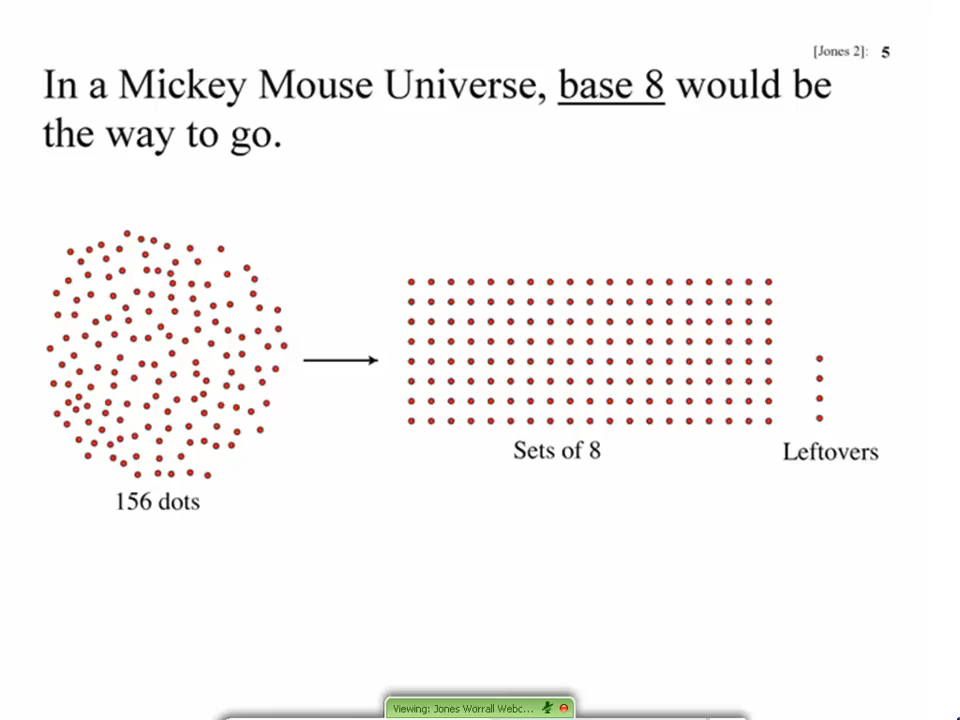 [Jones 2]: 5
In a Mickey Mouse Universe, base 8 would be
the way to go.
Sets of 8
Leftovers
156 dots
Viewing: Jones Worrall Webc...